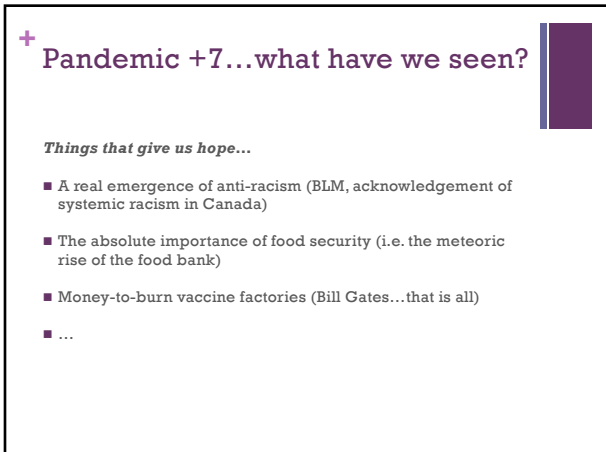 +
Pandemic +7…what have we seen?
Things that give us hope…
■ A real emergence of anti-racism (BLM, acknowledgement of
systemic racism in Canada)
■ The absolute importance of food security (i.e. the meteoric
rise of the food bank)
■ Money-to-burn vaccine factories (Bill Gates…that is all)
■ …